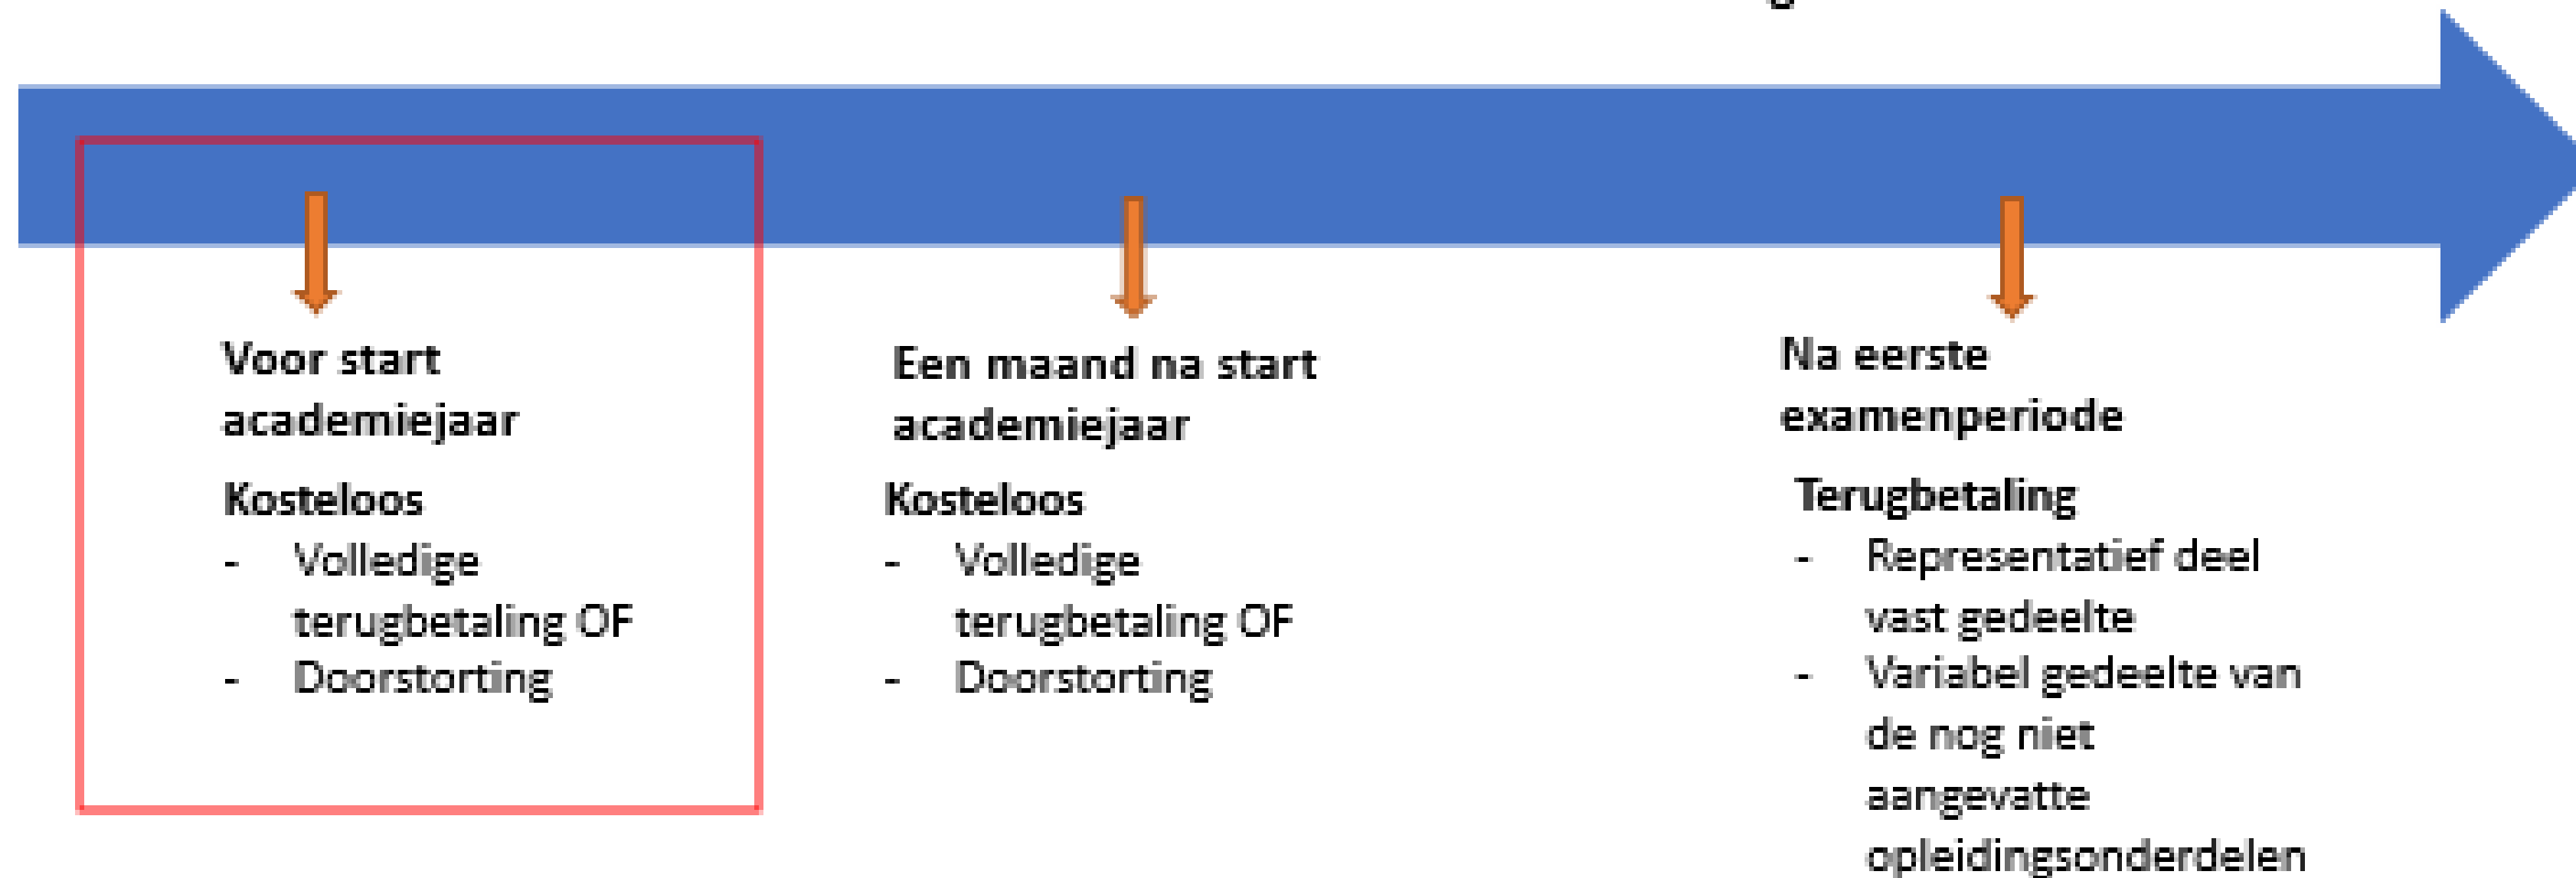 Voor start
academiejaar
Kosteloos
- Volledige
terugbetaling OF
- Doorstorting
Een maand na start
academiejaar
Kosteloos
- Volledige
terugbetaling OF
- Doorstorting
Na eerste
examenperiode
Terugbetaling
- Representatief deel
vast gedeelte
- Variabel gedeelte van
de nog niet
aangevatte
opleidingsonderdelen